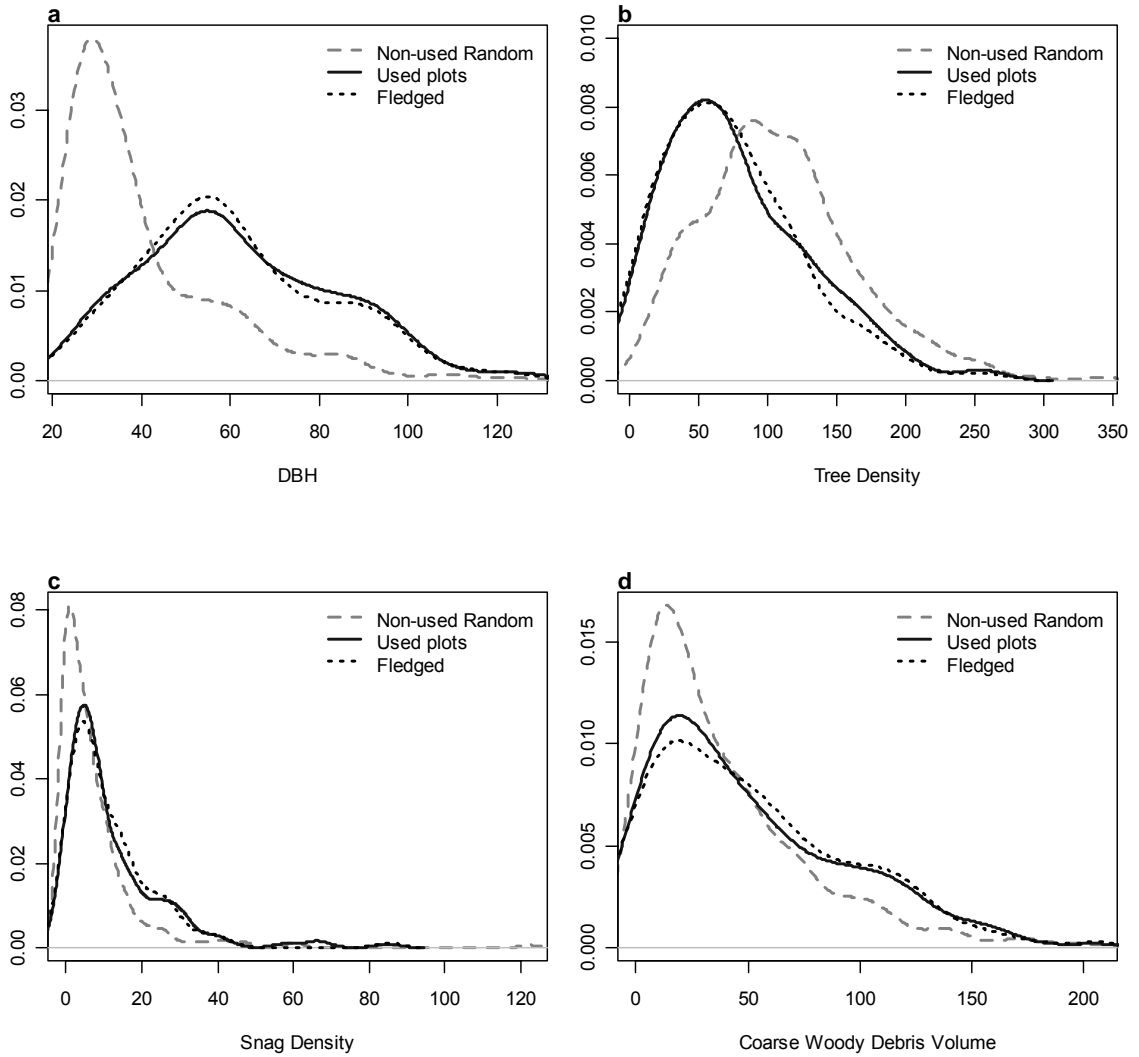 a
Non-used Random
Used plots
Fledged
0.00 0.01 0.02 0.03
20 40 60 80 100 120
DBH
b
Non-used Random
Used plots
Fledged
0.000 0.002 0.004 0.006 0.008 0.010
0 50 100 150 200 250 300 350
Tree Density
c
Non-used Random
Used plots
Fledged
0.00 0.02 0.04 0.06 0.08
0 20 40 60 80 100 120
Snag Density
d
Non-used Random
Used plots
Fledged
0.000 0.005 0.010 0.015
0 50 100 150 200
Coarse Woody Debris Volume